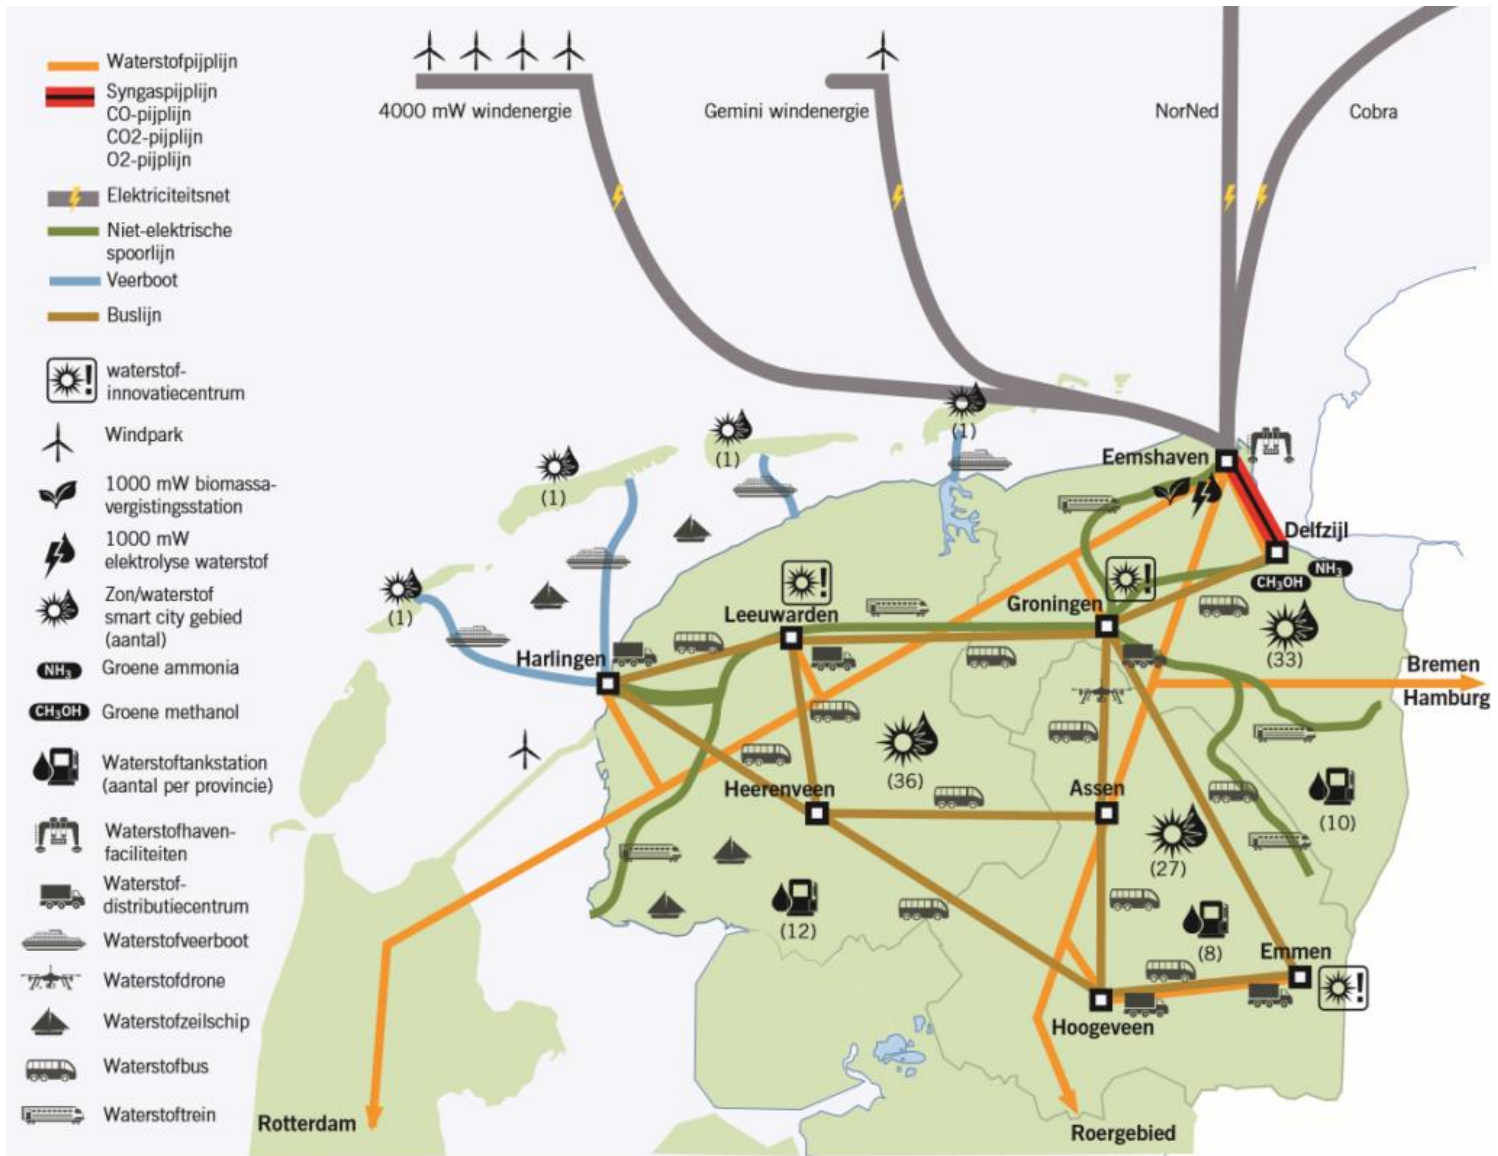 Waterstofpijplijn
Syngaspijplijn
CO-pijplijn
CO2-pijplijn
O2-pijplijn
Elektriciteitsnet
Niet-elektrische
spoorlijn
Veerboot
Buslijn
waterstof-
innovatiecentrum
Windpark
1000 mW biomassa-
vergistingsstation
1000 mW
elektrolyse waterstof
Zon/waterstof
smart city gebied
(aantal)
NH3
Groene ammonia
CH3OH
Groene methanol
Waterstoftankstation
(aantal per provincie)
Waterstofhaven-
faciliteiten
Waterstof-
distributiecentrum
Waterstofveerboot
Waterstofdrone
Waterstofzeilschip
Waterstofbus
Waterstoftrein
4000 mW windenergie
Gemini windenergie
NorNed
Cobra
(1)
(1)
(1)
(1)
Eemshaven
Delfzijl
NH3
CH3OH
Groningen
Leeuwarden
Harlingen
(33)
Bremen
Hamburg
(36)
Heerenveen
Assen
(10)
(27)
(12)
(8)
Emmen
Hoogeveen
Rotterdam
Roergebied